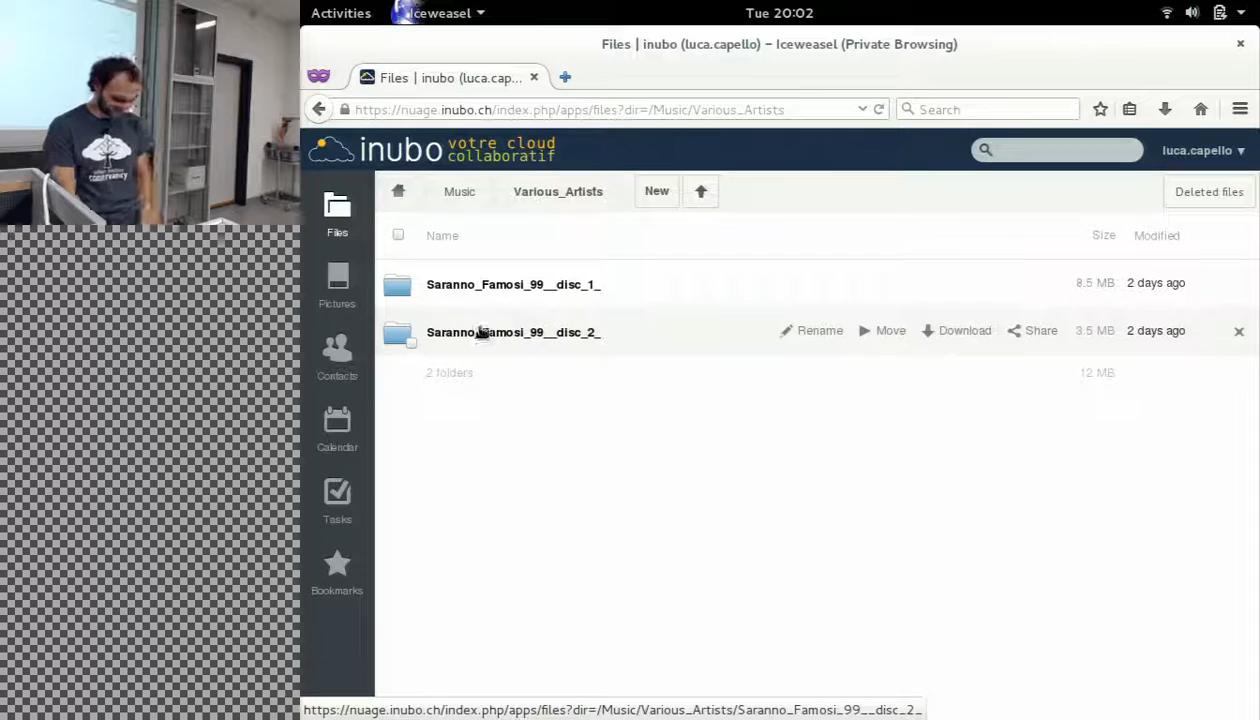 Activities Iceweasel Tue 20:02
Files | inubo (luca.capello) – Iceweasel (Private Browsing)
Files | inubo (luca.cap...
https://nuage.inubo.ch/index.php/apps/files?dir=/Music/Various_Artists Search
inubo votre cloud collaboratif luca.capello
Music Various_Artists New Deleted files
Files
Name Size Modified
Saranno_Famosi_99__disc_1_ 8.5 MB 2 days ago
Pictures
Saranno_Famosi_99__disc_2_ Rename Move Download Share 3.5 MB 2 days ago
2 folders 12 MB
Contacts
Calendar
Tasks
Bookmarks
https://nuage.inubo.ch/index.php/apps/files?dir=/Music/Various_Artists/Saranno_Famosi_99__disc_2_
conservancy